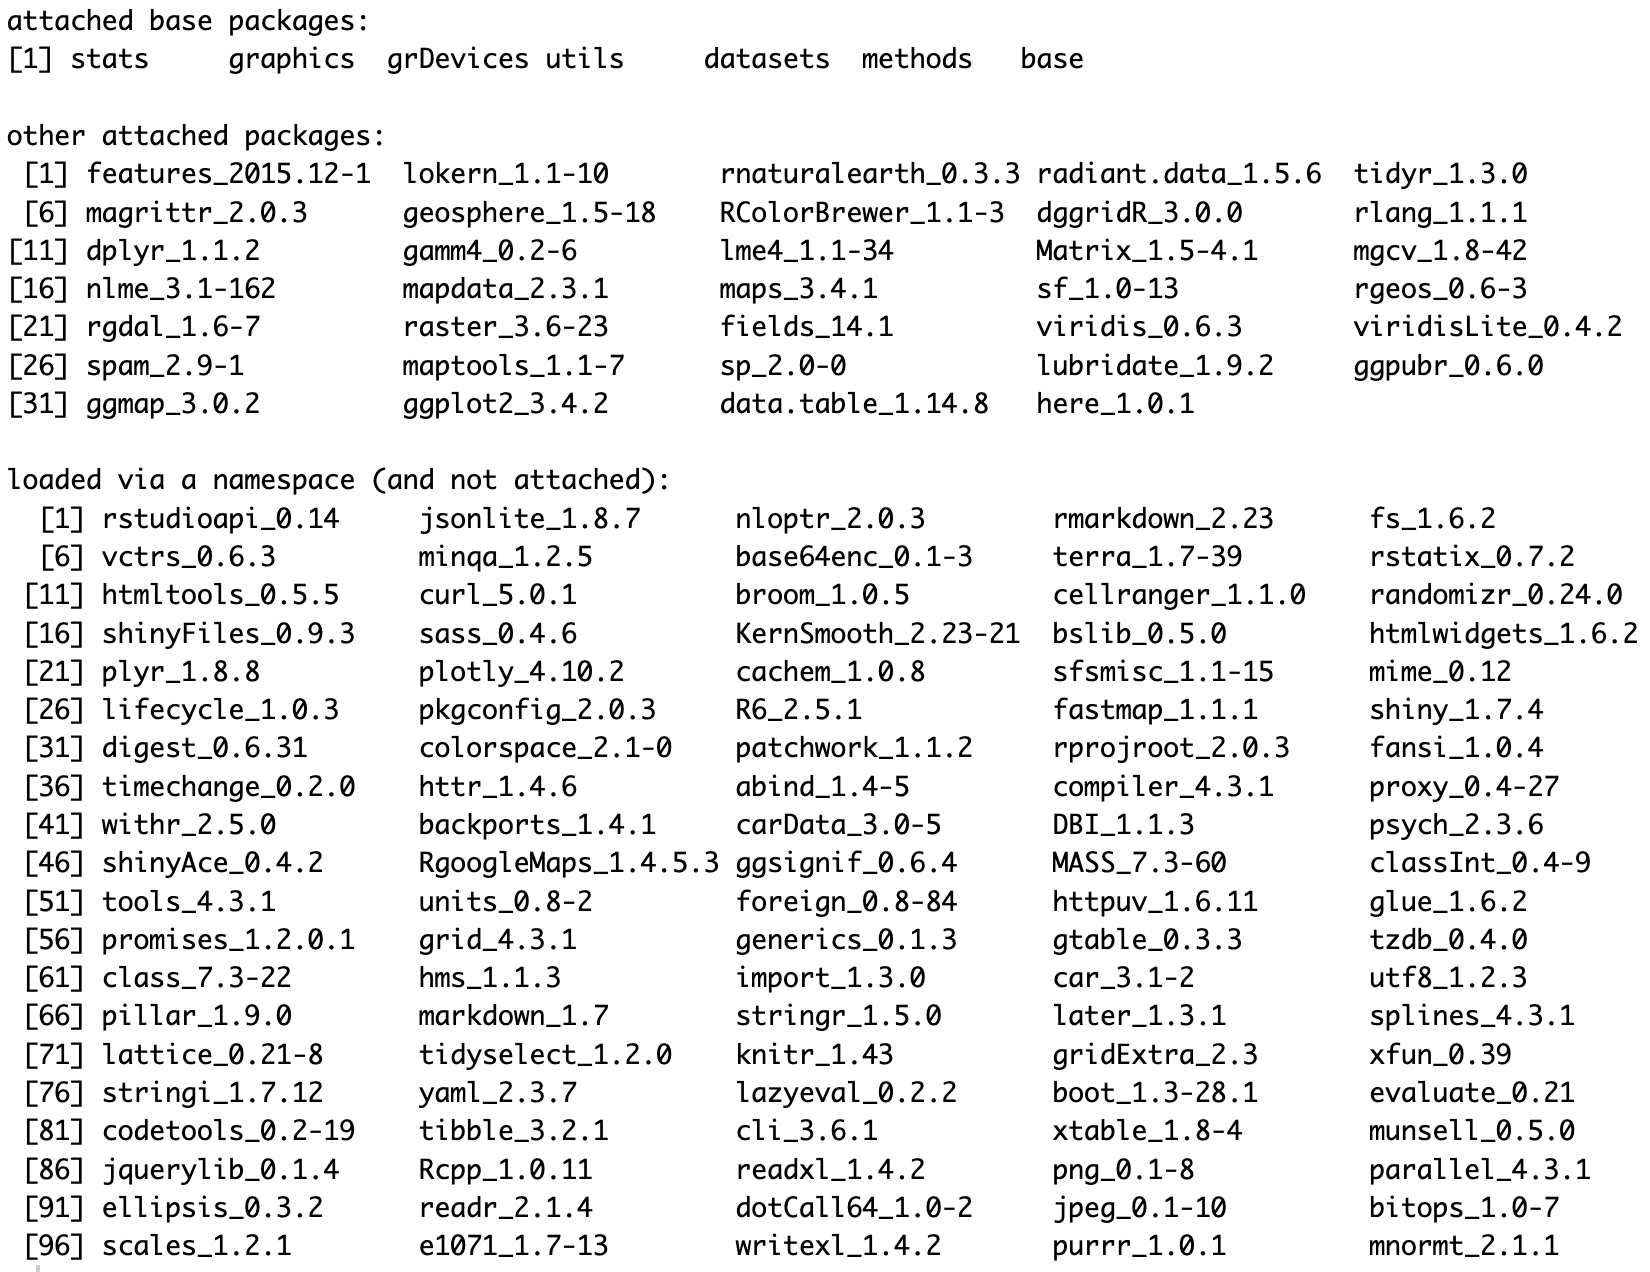 attached base packages:
[1] stats     graphics  grDevices utils     datasets  methods   base

other attached packages:
 [1] features_2015.12-1  lokern_1.1-10       rnaturalearth_0.3.3 radiant.data_1.5.6  tidyr_1.3.0
 [6] magrittr_2.0.3      geosphere_1.5-18    RColorBrewer_1.1-3  dggridR_3.0.0       rlang_1.1.1
[11] dplyr_1.1.2         gamm4_0.2-6         lme4_1.1-34         Matrix_1.5-4.1      mgcv_1.8-42
[16] nlme_3.1-162        mapdata_2.3.1       maps_3.4.1          sf_1.0-13           rgeos_0.6-3
[21] rgdal_1.6-7         raster_3.6-23       fields_14.1         viridis_0.6.3       viridisLite_0.4.2
[26] spam_2.9-1          maptools_1.1-7      sp_2.0-0            lubridate_1.9.2     ggpubr_0.6.0
[31] ggmap_3.0.2         ggplot2_3.4.2       data.table_1.14.8   here_1.0.1

loaded via a namespace (and not attached):
  [1] rstudioapi_0.14     jsonlite_1.8.7      nloptr_2.0.3        rmarkdown_2.23      fs_1.6.2
  [6] vctrs_0.6.3         minqa_1.2.5         base64enc_0.1-3     terra_1.7-39        rstatix_0.7.2
 [11] htmltools_0.5.5     curl_5.0.1          broom_1.0.5         cellranger_1.1.0    randomizr_0.24.0
 [16] shinyFiles_0.9.3    sass_0.4.6          KernSmooth_2.23-21  bslib_0.5.0         htmlwidgets_1.6.2
 [21] plyr_1.8.8          plotly_4.10.2       cachem_1.0.8        sfsmisc_1.1-15      mime_0.12
 [26] lifecycle_1.0.3     pkgconfig_2.0.3     R6_2.5.1            fastmap_1.1.1       shiny_1.7.4
 [31] digest_0.6.31       colorspace_2.1-0    patchwork_1.1.2     rprojroot_2.0.3     fansi_1.0.4
 [36] timechange_0.2.0    httr_1.4.6          abind_1.4-5         compiler_4.3.1      proxy_0.4-27
 [41] withr_2.5.0         backports_1.4.1     carData_3.0-5       DBI_1.1.3           psych_2.3.6
 [46] shinyAce_0.4.2      RgoogleMaps_1.4.5.3 ggsignif_0.6.4      MASS_7.3-60         classInt_0.4-9
 [51] tools_4.3.1         units_0.8-2         foreign_0.8-84      httpuv_1.6.11       glue_1.6.2
 [56] promises_1.2.0.1    grid_4.3.1          generics_0.1.3      gtable_0.3.3        tzdb_0.4.0
 [61] class_7.3-22        hms_1.1.3           import_1.3.0        car_3.1-2           utf8_1.2.3
 [66] pillar_1.9.0        markdown_1.7        stringr_1.5.0       later_1.3.1         splines_4.3.1
 [71] lattice_0.21-8      tidyselect_1.2.0    knitr_1.43          gridExtra_2.3       xfun_0.39
 [76] stringi_1.7.12      yaml_2.3.7          lazyeval_0.2.2      boot_1.3-28.1       evaluate_0.21
 [81] codetools_0.2-19    tibble_3.2.1        cli_3.6.1           xtable_1.8-4        munsell_0.5.0
 [86] jquerylib_0.1.4     Rcpp_1.0.11         readxl_1.4.2        png_0.1-8           parallel_4.3.1
 [91] ellipsis_0.3.2      readr_2.1.4         dotCall64_1.0-2     jpeg_0.1-10         bitops_1.0-7
 [96] scales_1.2.1        e1071_1.7-13        writexl_1.4.2       purrr_1.0.1         mnormt_2.1.1